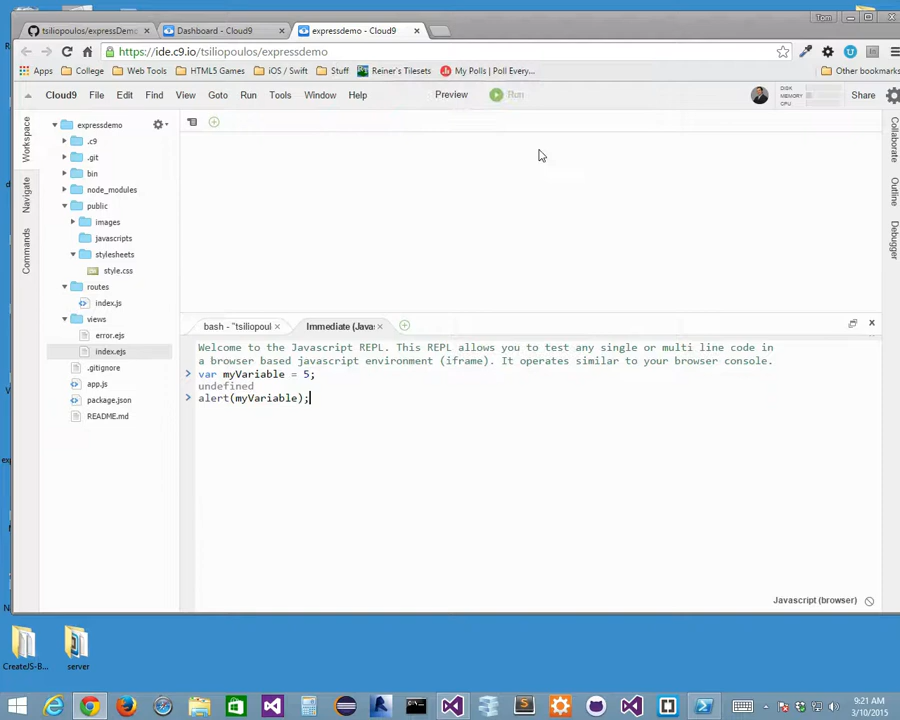 Tom
tsiliopoulos/expressDemo
Dashboard - Cloud9
expressdemo - Cloud9
https://ide.c9.io/tsiliopoulos/expressdemo
Apps College Web Tools HTML5 Games iOS / Swift Stuff Reiner's Tilesets My Polls | Poll Every... Other bookmarks
Cloud9 File Edit Find View Goto Run Tools Window Help Preview Run DISK MEMORY CPU Share
Workspace
Navigate
Commands
expressdemo
.c9
.git
bin
node_modules
public
images
javascripts
stylesheets
style.css
routes
index.js
views
error.ejs
index.ejs
.gitignore
app.js
package.json
README.md
Collaborate
Outline
Debugger
bash - "tsiliopoul
Immediate (Javas
Welcome to the Javascript REPL. This REPL allows you to test any single or multi line code in
a browser based javascript environment (iframe). It operates similar to your browser console.
> var myVariable = 5;
undefined
> alert(myVariable);
Javascript (browser)
CreateJS-B...
server
9:21 AM
3/10/2015